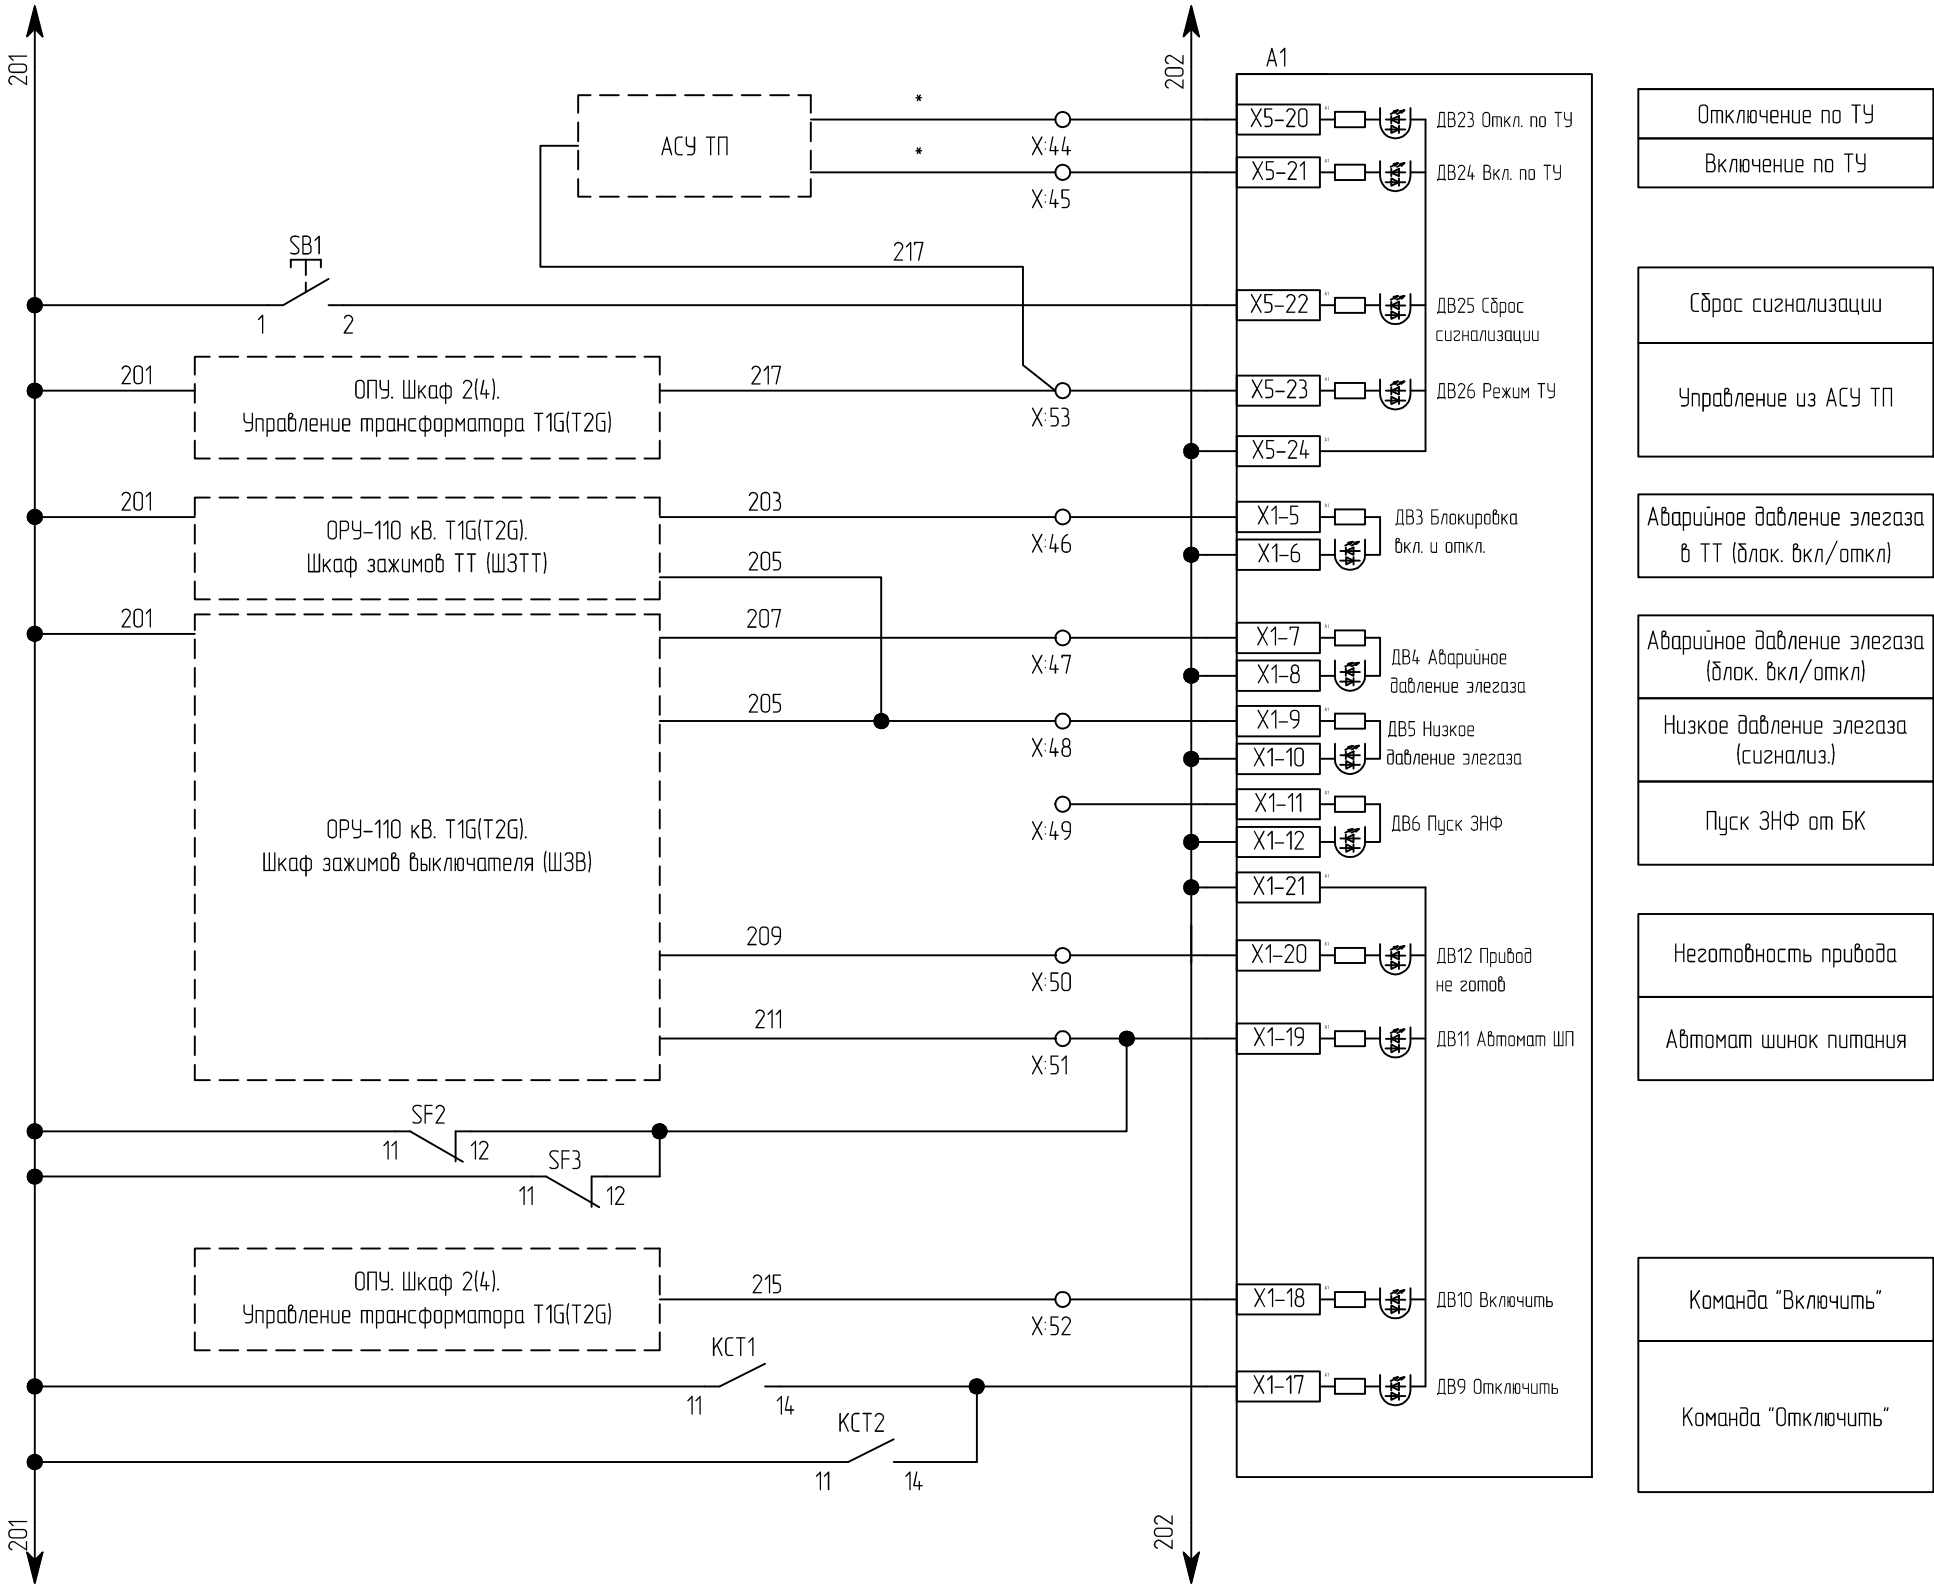 201
202
A1
*
АСУ ТП
X:44
X5-20
ДВ23 Откл. по ТУ
Отключение по ТУ
*
X:45
X5-21
ДВ24 Вкл. по ТУ
Включение по ТУ
217
SB1
1
2
X5-22
ДВ25 Сброс
сигнализации
Сброс сигнализации
201
ОПУ. Шкаф 2(4).
Управление трансформатора T1G(T2G)
217
X:53
X5-23
ДВ26 Режим ТУ
Управление из АСУ ТП
X5-24
201
ОРУ-110 кВ. T1G(T2G).
Шкаф зажимов ТТ (ШЗТТ)
203
X:46
205
X1-5
X1-6
ДВ3 Блокировка
вкл. и откл.
Аварийное давление элегаза
в ТТ (блок. вкл/откл)
201
207
X:47
X1-7
X1-8
ДВ4 Аварийное
давление элегаза
Аварийное давление элегаза
(блок. вкл/откл)
205
X:48
X1-9
X1-10
ДВ5 Низкое
давление элегаза
Низкое давление элегаза
(сигнализ.)
ОРУ-110 кВ. T1G(T2G).
Шкаф зажимов выключателя (ШЗВ)
X:49
X1-11
X1-12
ДВ6 Пуск ЗНФ
Пуск ЗНФ от БК
X1-21
209
X:50
X1-20
ДВ12 Привод
не готов
Неготовность привода
211
X:51
X1-19
ДВ11 Автомат ШП
Автомат шинок питания
SF2
11
12
SF3
11
12
ОПУ. Шкаф 2(4).
Управление трансформатора T1G(T2G)
215
X:52
X1-18
ДВ10 Включить
Команда "Включить"
KCT1
11
14
X1-17
ДВ9 Отключить
Команда "Отключить"
KCT2
11
14
201
202